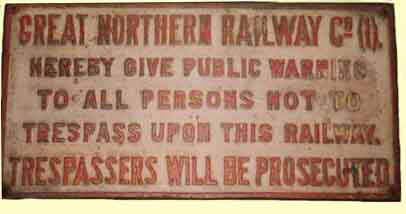 GREAT NORTHERN RAILWAY Co (I).
HEREBY GIVE PUBLIC WARNING
TO ALL PERSONS NOT TO
TRESPASS UPON THIS RAILWAY.
TRESPASSERS WILL BE PROSECUTED.